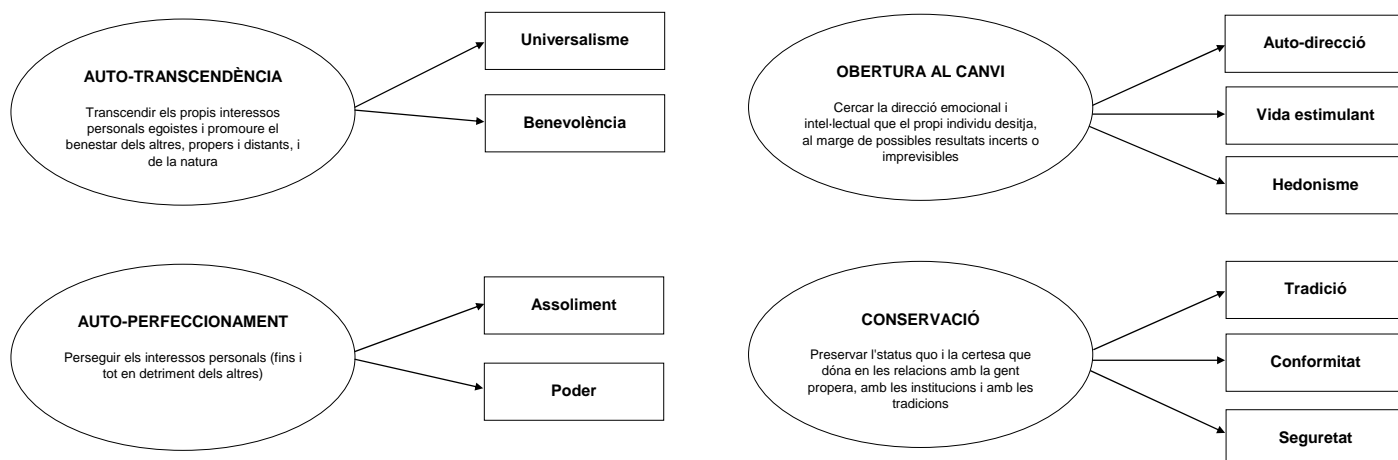 AUTO-TRANSCENDÈNCIA
Transcendir els propis interessos
personals egoistes i promoure el
benestar dels altres, propers i distants, i
de la natura
Universalisme
Benevolència
OBERTURA AL CANVI
Cercar la direcció emocional i
intel·lectual que el propi individu desitja,
al marge de possibles resultats incerts o
imprevisibles
Auto-direcció
Vida estimulant
Hedonisme
AUTO-PERFECCIONAMENT
Perseguir els interessos personals (fins i
tot en detriment dels altres)
Assoliment
Poder
CONSERVACIÓ
Preservar l'status quo i la certesa que
dóna en les relacions amb la gent
propera, amb les institucions i amb les
tradicions
Tradició
Conformitat
Seguretat